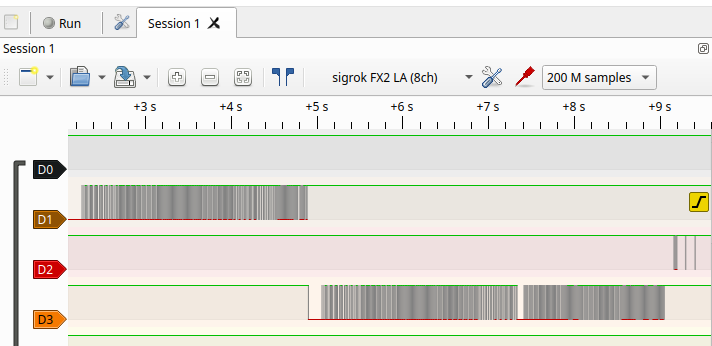 Run
Session 1
Session 1
sigrok FX2 LA (8ch)
200 M samples
+3 s +4 s +5 s +6 s +7 s +8 s +9 s
D0
D1
D2
D3